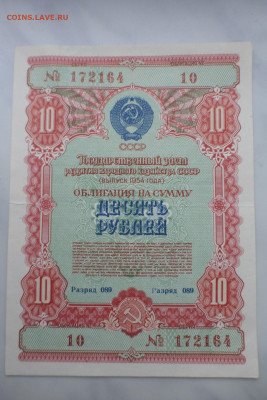 COINS.LAVE.RU
№ 172164 10
10 10
СССР
Государственный заем
развития народного хозяйства СССР
(выпуск 1954 года)
ОБЛИГАЦИЯ НА СУММУ
ДЕСЯТЬ
РУБЛЕЙ
Разряд 089 Разряд 089
10 10
10 № 172164